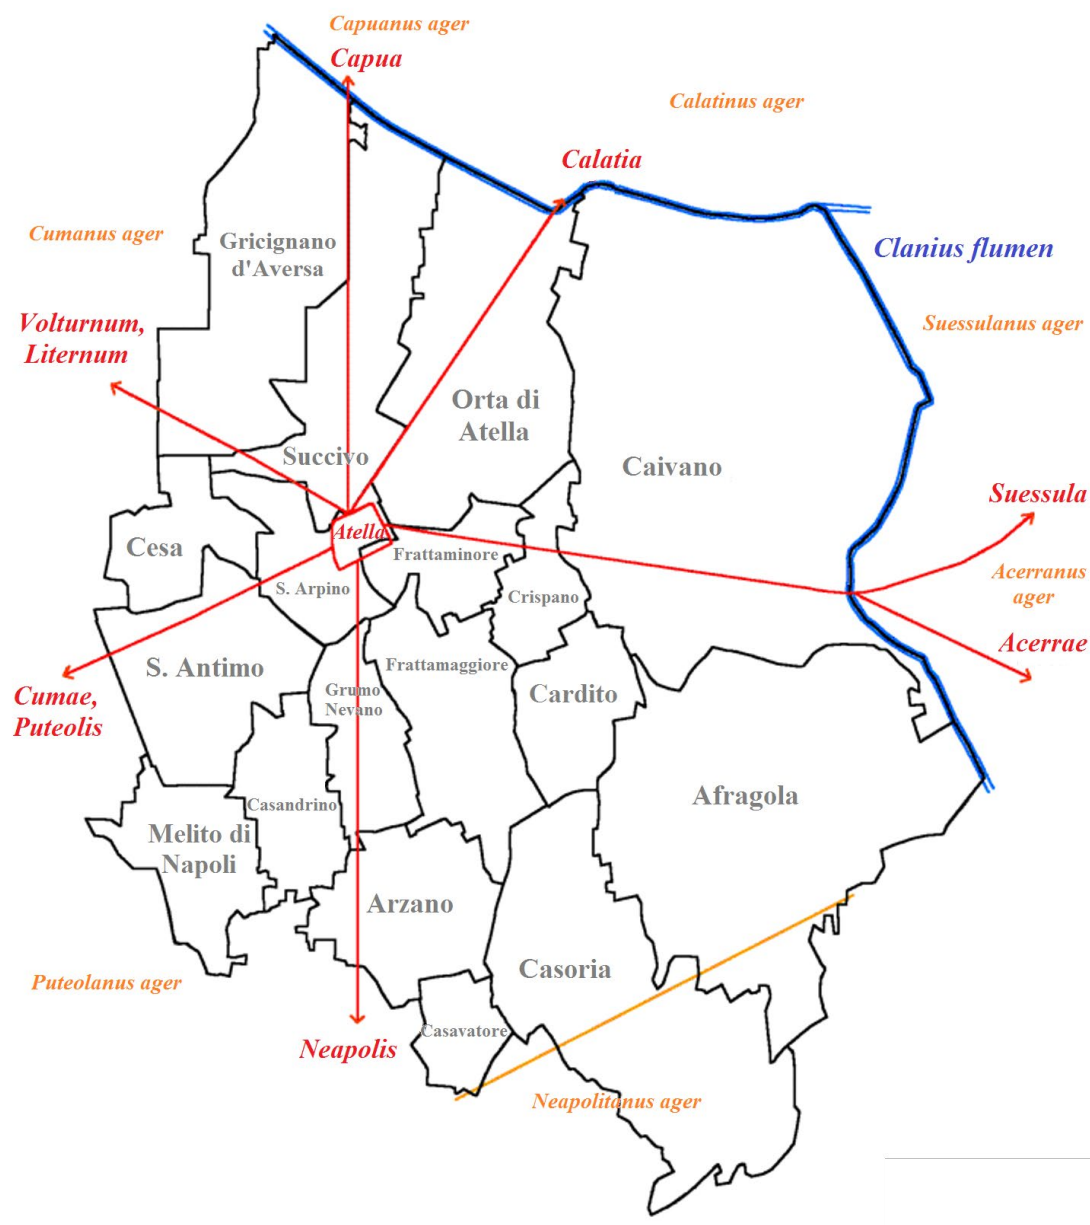 Capuanus ager
Capua
Calatinus ager
Calatia
Cumanus ager
Gricignano
d'Aversa
Clanius flumen
Volturnum,
Liternum
Suessulanus ager
Orta di
Atella
Succivo
Caivano
Suessula
Atella
Cesa
Frattaminore
S. Arpino
Crispano
Acerranus
ager
Acerrae
S. Antimo
Frattamaggiore
Cardito
Grumo
Nevano
Cumae,
Puteolis
Afragola
Casandrino
Melito di
Napoli
Arzano
Casoria
Puteolanus ager
Casavatore
Neapolis
Neapolitanus ager